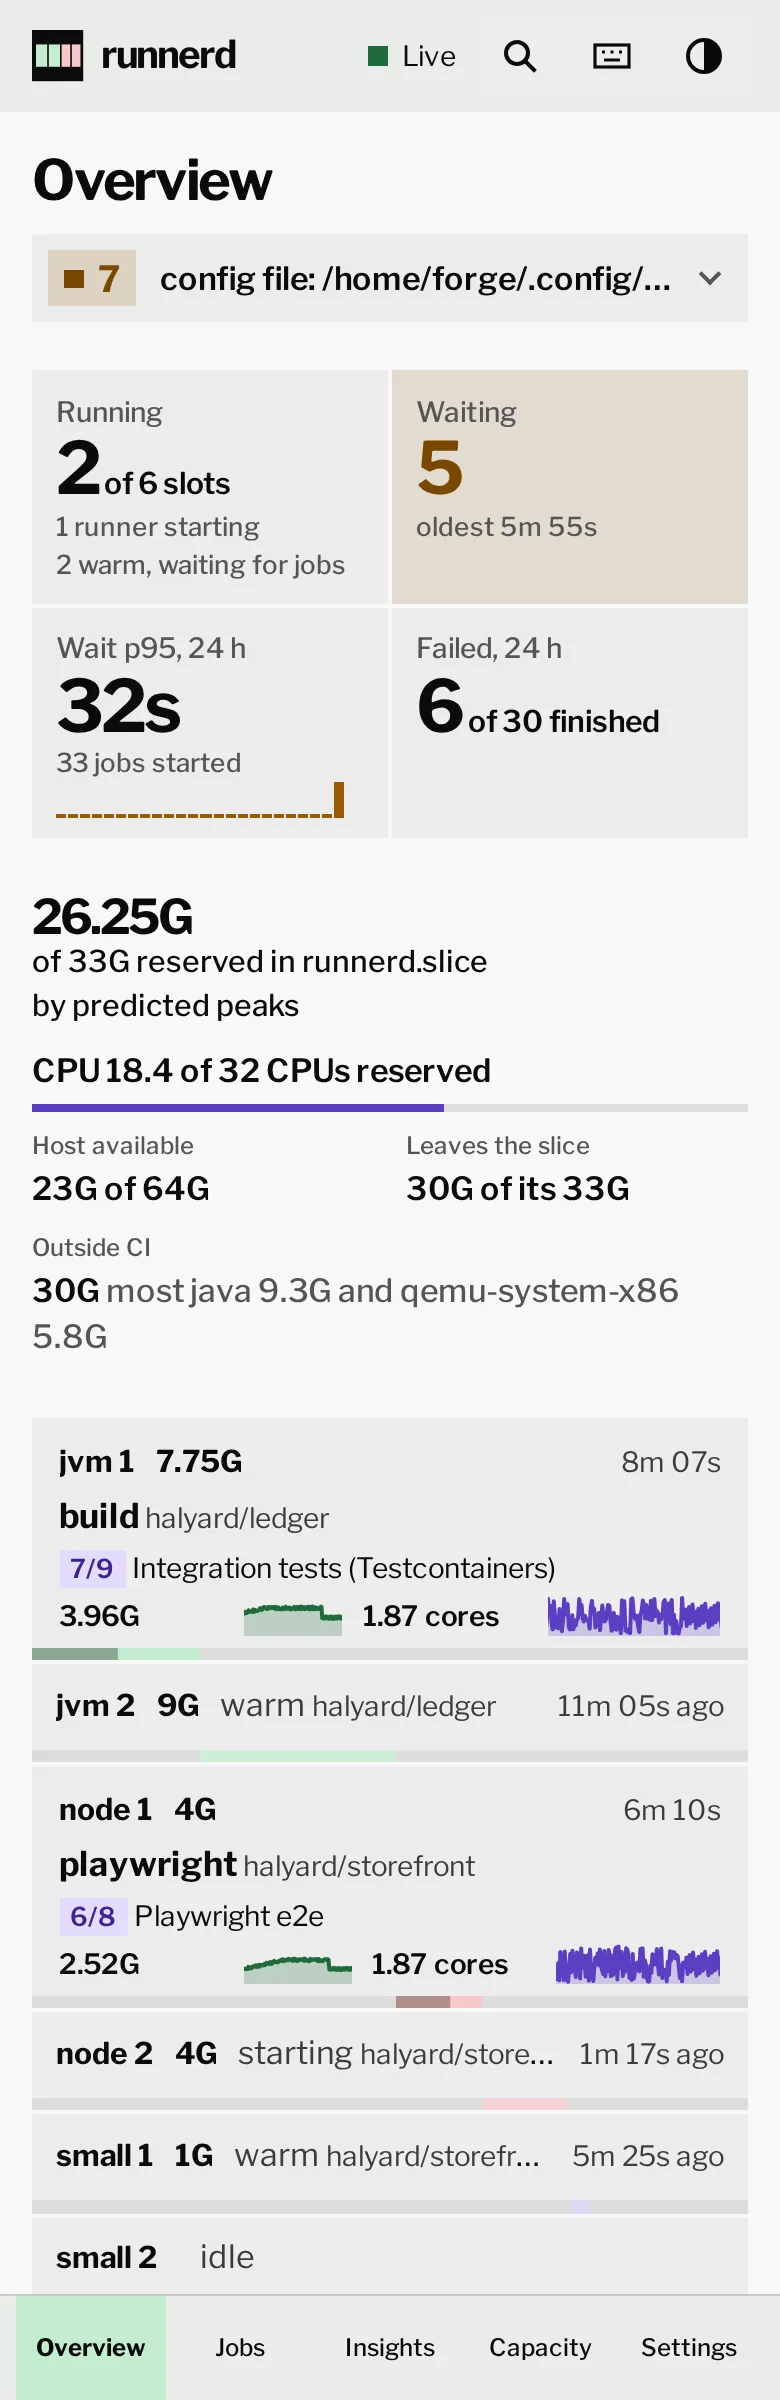 runnerd
Live
Overview
7 config file: /home/forge/.config/...
Running
2 of 6 slots
1 runner starting
2 warm, waiting for jobs
Waiting
5
oldest 5m 55s
Wait p95, 24 h
32s
33 jobs started
Failed, 24 h
6 of 30 finished
26.25G
of 33G reserved in runnerd.slice
by predicted peaks
CPU 18.4 of 32 CPUs reserved
Host available
23G of 64G
Leaves the slice
30G of its 33G
Outside CI
30G most java 9.3G and qemu-system-x86
5.8G
jvm 1 7.75G 8m 07s
build halyard/ledger
7/9 Integration tests (Testcontainers)
3.96G 1.87 cores
jvm 2 9G warm halyard/ledger 11m 05s ago
node 1 4G 6m 10s
playwright halyard/storefront
6/8 Playwright e2e
2.52G 1.87 cores
node 2 4G starting halyard/store... 1m 17s ago
small 1 1G warm halyard/storefr... 5m 25s ago
small 2 idle
Overview Jobs Insights Capacity Settings